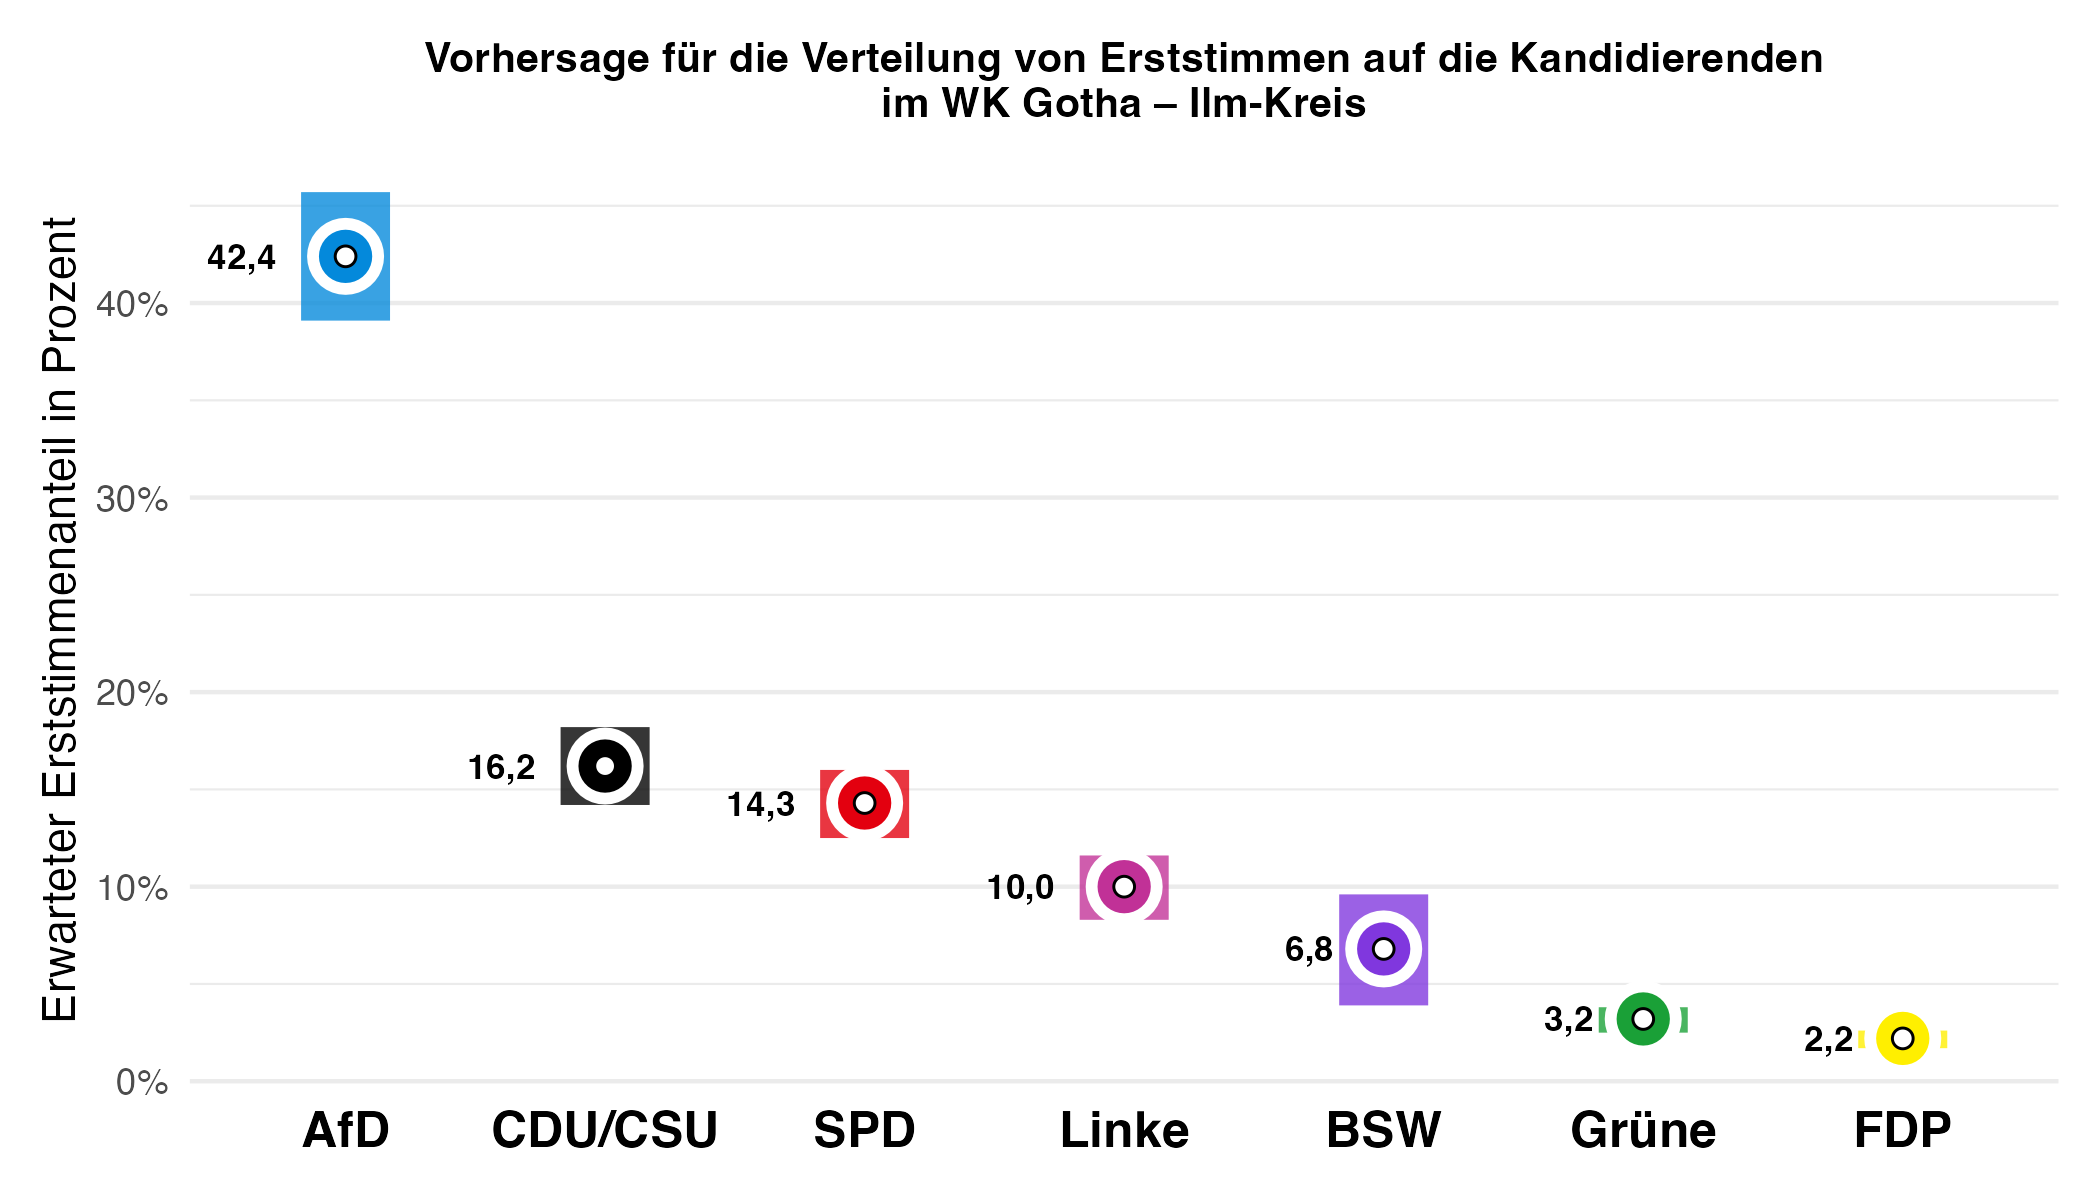 Vorhersage für die Verteilung von Erststimmen auf die Kandidierenden
im WK Gotha – Ilm-Kreis
Erwarteter Erststimmenanteil in Prozent
40%
30%
20%
10%
0%
42,4
16,2
14,3
10,0
6,8
3,2
2,2
AfD
CDU/CSU
SPD
Linke
BSW
Grüne
FDP